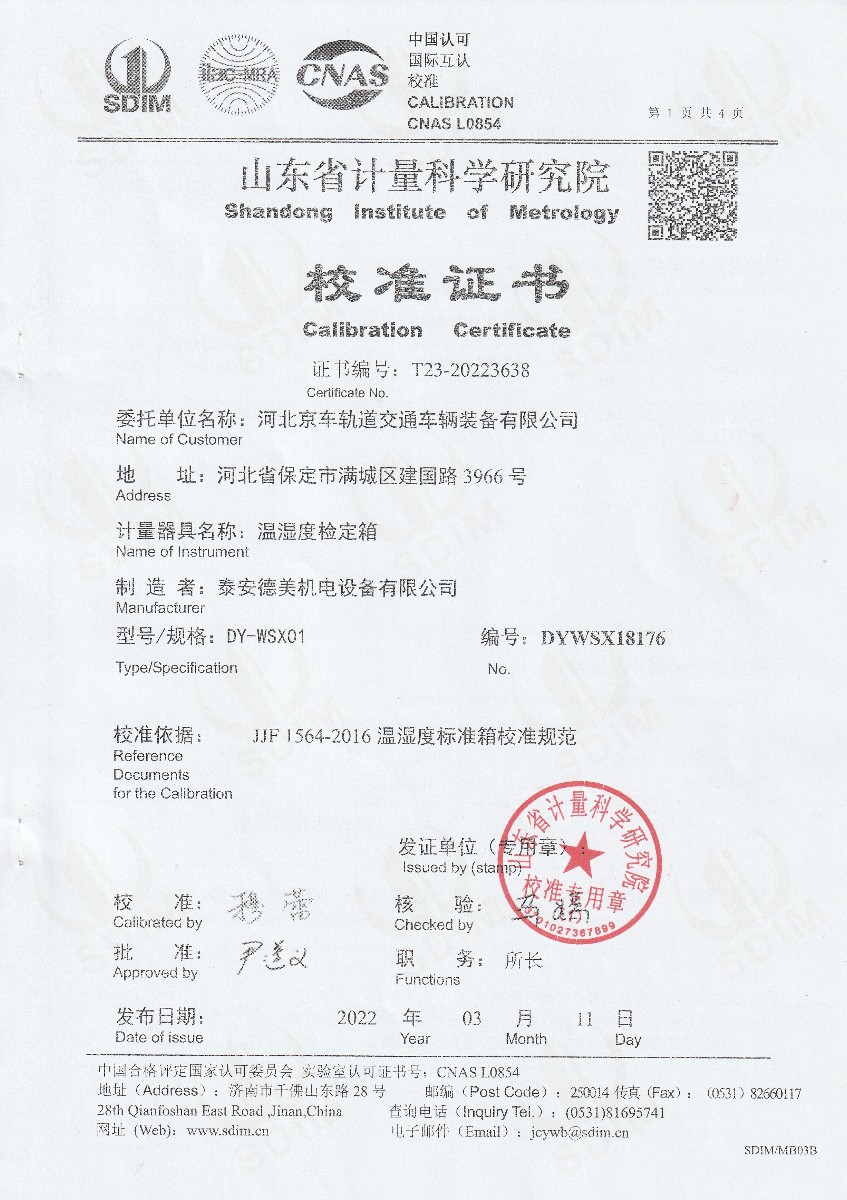 SDIM
ilac-MRA
CNAS
中国认可
国际互认
校准
CALIBRATION
CNAS L0854
第 1 页 共 4 页
山东省计量科学研究院
Shandong Institute of Metrology
校准证书
Calibration Certificate
证书编号：T23-20223638
Certificate No.
委托单位名称：河北京车轨道交通车辆装备有限公司
Name of Customer
地 址：河北省保定市满城区建国路 3966 号
Address
计量器具名称：温湿度检定箱
Name of Instrument
制 造 者：泰安德美机电设备有限公司
Manufacturer
型号/规格：DY-WSX01 编号：DYWSX18176
Type/Specification No.
校准依据： JJF 1564-2016 温湿度标准箱校准规范
Reference
Documents
for the Calibration
发证单位（专用章）：
Issued by (stamp)
山东省计量科学研究院
校准专用章
校 准：穆蕾 核 验：
Calibrated by Checked by
批 准：尹遵义 职 务：所长
Approved by Functions
发布日期： 2022 年 03 月 11 日
Date of issue Year Month Day
中国合格评定国家认可委员会 实验室认可证书号：CNAS L0854
地址（Address）：济南市千佛山东路 28 号 邮编（Post Code）：250014 传真（Fax）：（0531）82660117
28th Qianfoshan East Road ,Jinan,China 查询电话（Inquiry Tel.）：(0531)81695741
网址（Web)：www.sdim.cn 电子邮件（Email）：jcywb@sdim.cn
SDIM/MB03B